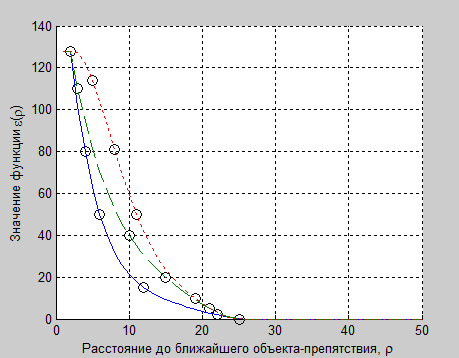 140
120
100
80
60
40
20
0
0 10 20 30 40 50
Значение функции ε(ρ)
Расстояние до ближайшего объекта-препятствия, ρ